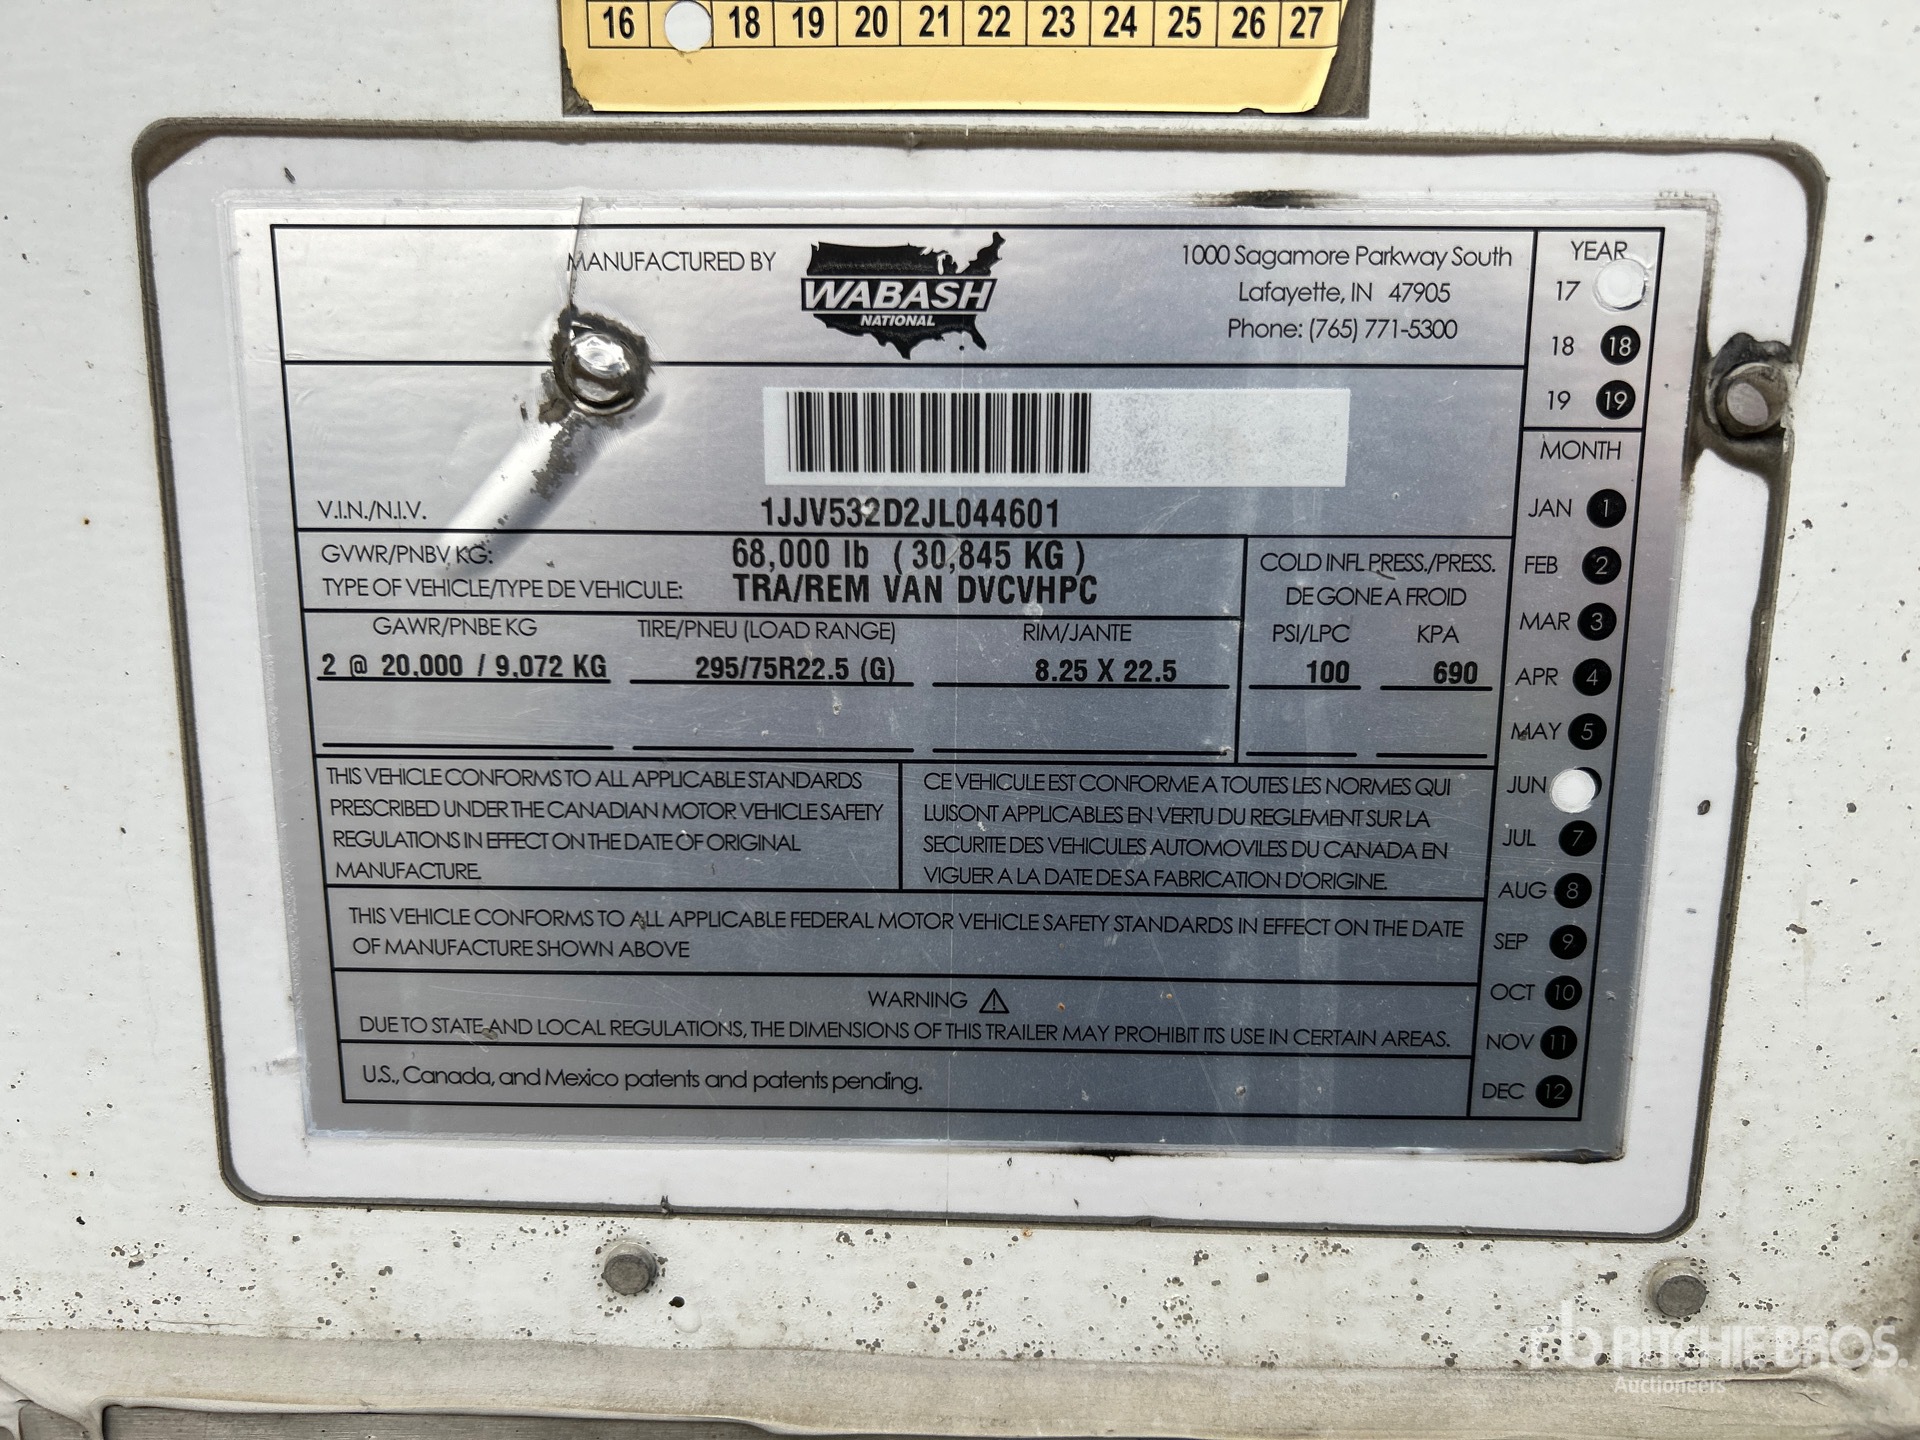 16 18 19 20 21 22 23 24 25 26 27
MANUFACTURED BY
WABASH
NATIONAL
1000 Sagamore Parkway South
Lafayette, IN 47905
Phone: (765) 771-5300
YEAR
17
18 18
19 19
V.I.N./N.I.V.
1JJV532D2JL044601
GVWR/PNBV KG: 68,000 lb ( 30,845 KG )
TYPE OF VEHICLE/TYPE DE VEHICULE: TRA/REM VAN DVCVHPC
COLD INFL PRESS./PRESS.
DE GONE A FROID
GAWR/PNBE KG TIRE/PNEU (LOAD RANGE) RIM/JANTE PSI/LPC KPA
2 @ 20,000 / 9,072 KG 295/75R22.5 (G) 8.25 X 22.5 100 690
MONTH
JAN 1
FEB 2
MAR 3
APR 4
MAY 5
JUN
JUL 7
AUG 8
SEP 9
OCT 10
NOV 11
DEC 12
THIS VEHICLE CONFORMS TO ALL APPLICABLE STANDARDS
PRESCRIBED UNDER THE CANADIAN MOTOR VEHICLE SAFETY
REGULATIONS IN EFFECT ON THE DATE OF ORIGINAL
MANUFACTURE.
CE VEHICULE EST CONFORME A TOUTES LES NORMES QUI
LUISONT APPLICABLES EN VERTU DU REGLEMENT SUR LA
SECURITE DES VEHICULES AUTOMOVILES DU CANADA EN
VIGUER A LA DATE DE SA FABRICATION D'ORIGINE.
THIS VEHICLE CONFORMS TO ALL APPLICABLE FEDERAL MOTOR VEHICLE SAFETY STANDARDS IN EFFECT ON THE DATE
OF MANUFACTURE SHOWN ABOVE
WARNING
DUE TO STATE AND LOCAL REGULATIONS, THE DIMENSIONS OF THIS TRAILER MAY PROHIBIT ITS USE IN CERTAIN AREAS.
U.S., Canada, and Mexico patents and patents pending.
rb RITCHIE BROS.
Auctioneers